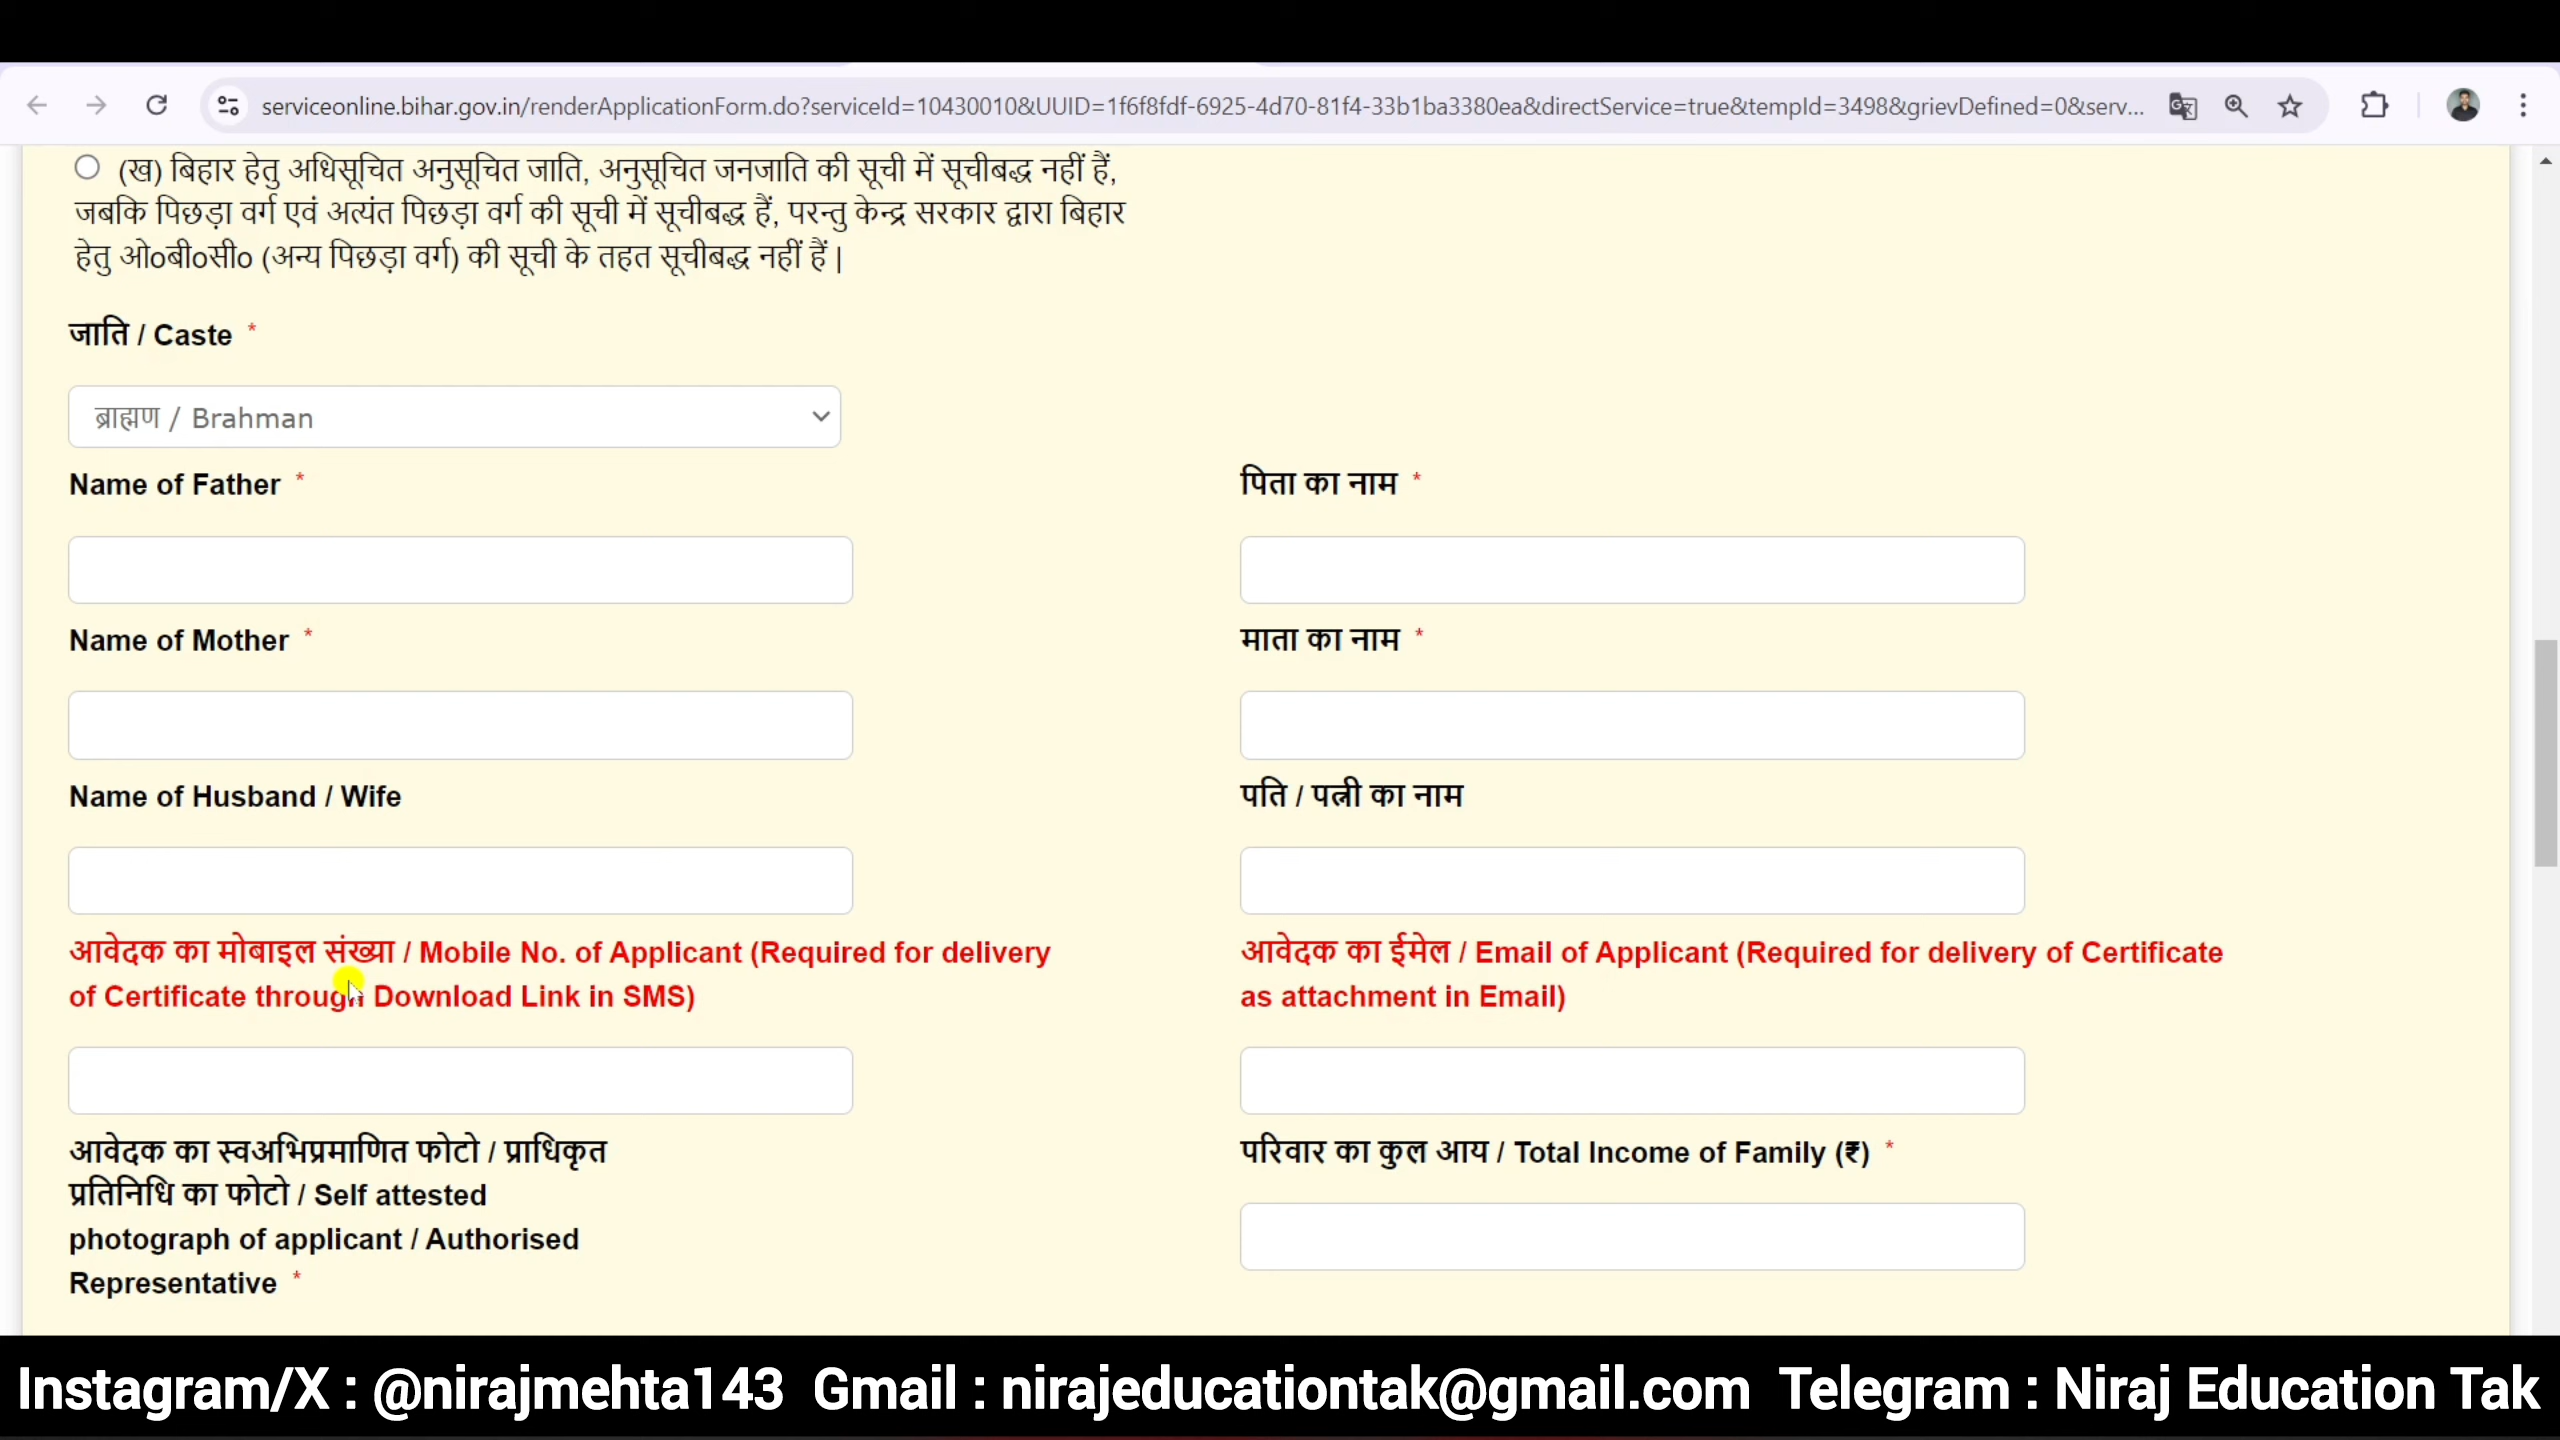 serviceonline.bihar.gov.in/renderApplicationForm.do?serviceId=10430010&UUID=1f6f8fdf-6925-4d70-81f4-33b1ba3380ea&directService=true&tempId=3498&grievDefined=0&serv...
(ख) बिहार हेतु अधिसूचित अनुसूचित जाति, अनुसूचित जनजाति की सूची में सूचीबद्ध नहीं हैं,
जबकि पिछड़ा वर्ग एवं अत्यंत पिछड़ा वर्ग की सूची में सूचीबद्ध हैं, परन्तु केन्द्र सरकार द्वारा बिहार
हेतु ओoबीoसीo (अन्य पिछड़ा वर्ग) की सूची के तहत सूचीबद्ध नहीं हैं |
जाति / Caste *
ब्राह्मण / Brahman
Name of Father *
पिता का नाम *
Name of Mother *
माता का नाम *
Name of Husband / Wife
पति / पत्नी का नाम
आवेदक का मोबाइल संख्या / Mobile No. of Applicant (Required for delivery
of Certificate through Download Link in SMS)
आवेदक का ईमेल / Email of Applicant (Required for delivery of Certificate
as attachment in Email)
आवेदक का स्वअभिप्रमाणित फोटो / प्राधिकृत
प्रतिनिधि का फोटो / Self attested
photograph of applicant / Authorised
Representative *
परिवार का कुल आय / Total Income of Family (₹) *
Instagram/X : @nirajmehta143 Gmail : nirajeducationtak@gmail.com Telegram : Niraj Education Tak